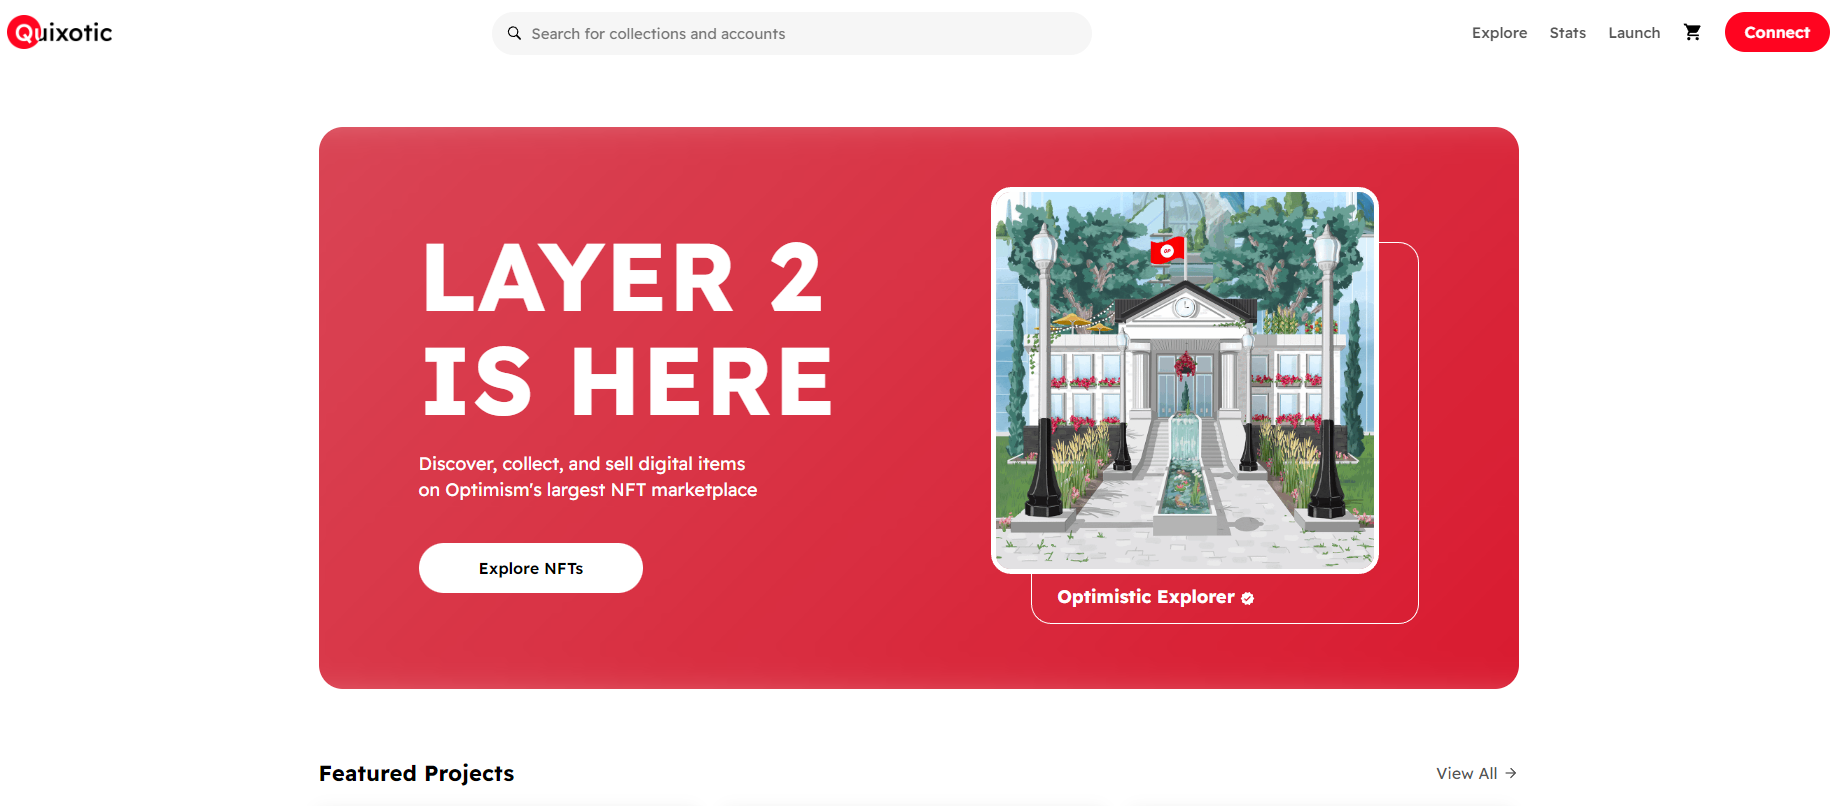 Quixotic
Search for collections and accounts
Explore
Stats
Launch
Connect
LAYER 2
IS HERE
Discover, collect, and sell digital items
on Optimism's largest NFT marketplace
Explore NFTs
OP
Optimistic Explorer
Featured Projects
View All